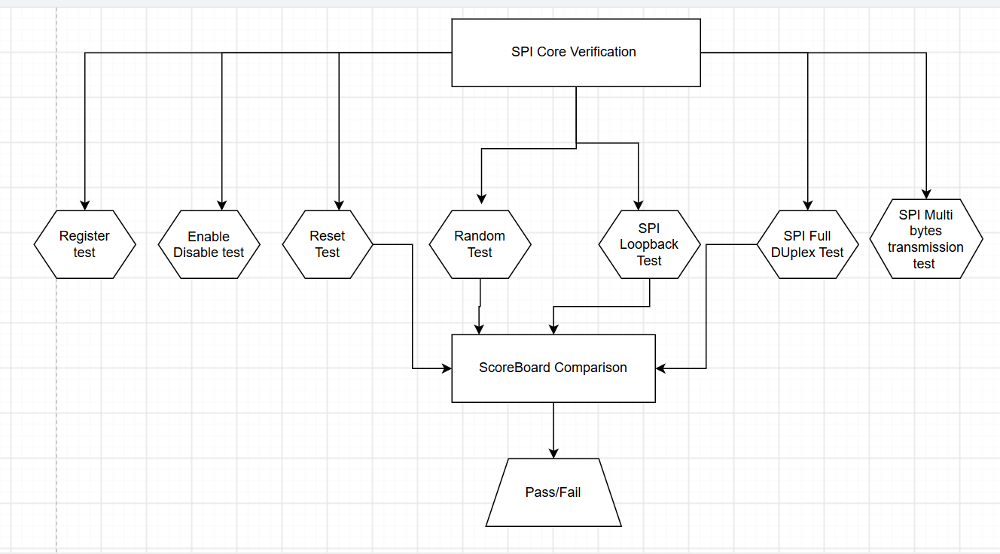 SPI Core Verification
Register
test
Enable
Disable test
Reset
Test
Random
Test
SPI
Loopback
Test
SPI Full
DUplex Test
SPI Multi
bytes
transmission
test
ScoreBoard Comparison
Pass/Fail